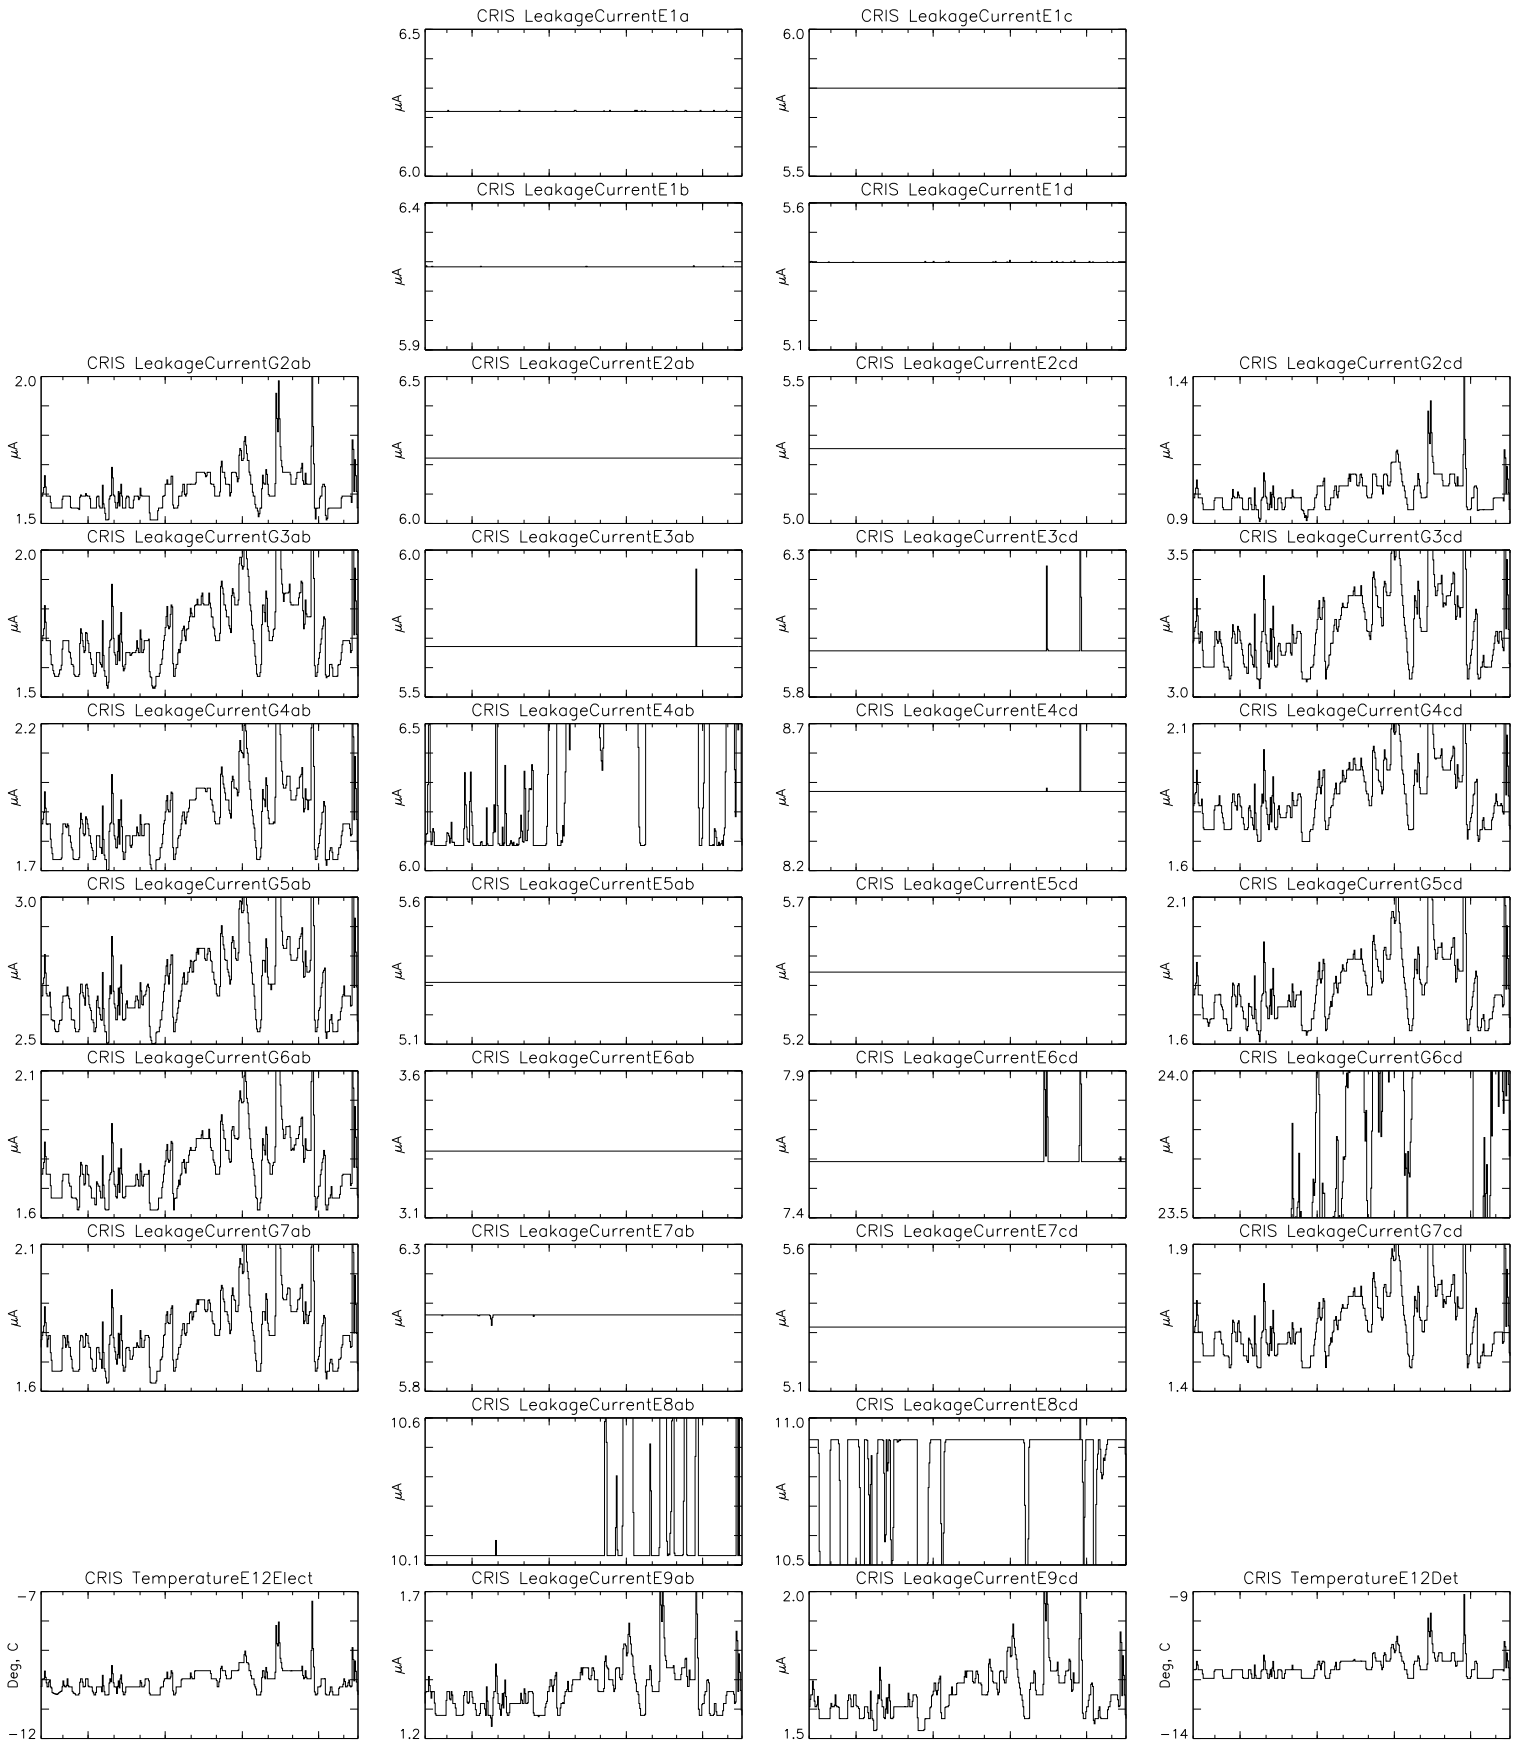 CRIS LeakageCurrentE1a
6.5
μA
6.0
CRIS LeakageCurrentE1c
6.0
μA
5.5
CRIS LeakageCurrentE1b
6.4
μA
5.9
CRIS LeakageCurrentE1d
5.6
μA
5.1
CRIS LeakageCurrentG2ab
2.0
μA
1.5
CRIS LeakageCurrentE2ab
6.5
μA
6.0
CRIS LeakageCurrentE2cd
5.5
μA
5.0
CRIS LeakageCurrentG2cd
1.4
μA
0.9
CRIS LeakageCurrentG3ab
2.0
μA
1.5
CRIS LeakageCurrentE3ab
6.0
μA
5.5
CRIS LeakageCurrentE3cd
6.3
μA
5.8
CRIS LeakageCurrentG3cd
3.5
μA
3.0
CRIS LeakageCurrentG4ab
2.2
μA
1.7
CRIS LeakageCurrentE4ab
6.5
μA
6.0
CRIS LeakageCurrentE4cd
8.7
μA
8.2
CRIS LeakageCurrentG4cd
2.1
μA
1.6
CRIS LeakageCurrentG5ab
3.0
μA
2.5
CRIS LeakageCurrentE5ab
5.6
μA
5.1
CRIS LeakageCurrentE5cd
5.7
μA
5.2
CRIS LeakageCurrentG5cd
2.1
μA
1.6
CRIS LeakageCurrentG6ab
2.1
μA
1.6
CRIS LeakageCurrentE6ab
3.6
μA
3.1
CRIS LeakageCurrentE6cd
7.9
μA
7.4
CRIS LeakageCurrentG6cd
24.0
μA
23.5
CRIS LeakageCurrentG7ab
2.1
μA
1.6
CRIS LeakageCurrentE7ab
6.3
μA
5.8
CRIS LeakageCurrentE7cd
5.6
μA
5.1
CRIS LeakageCurrentG7cd
1.9
μA
1.4
CRIS LeakageCurrentE8ab
10.6
μA
10.1
CRIS LeakageCurrentE8cd
11.0
μA
10.5
CRIS TemperatureE12Elect
-7
Deg, C
-12
CRIS LeakageCurrentE9ab
1.7
μA
1.2
CRIS LeakageCurrentE9cd
2.0
μA
1.5
CRIS TemperatureE12Det
-9
Deg, C
-14